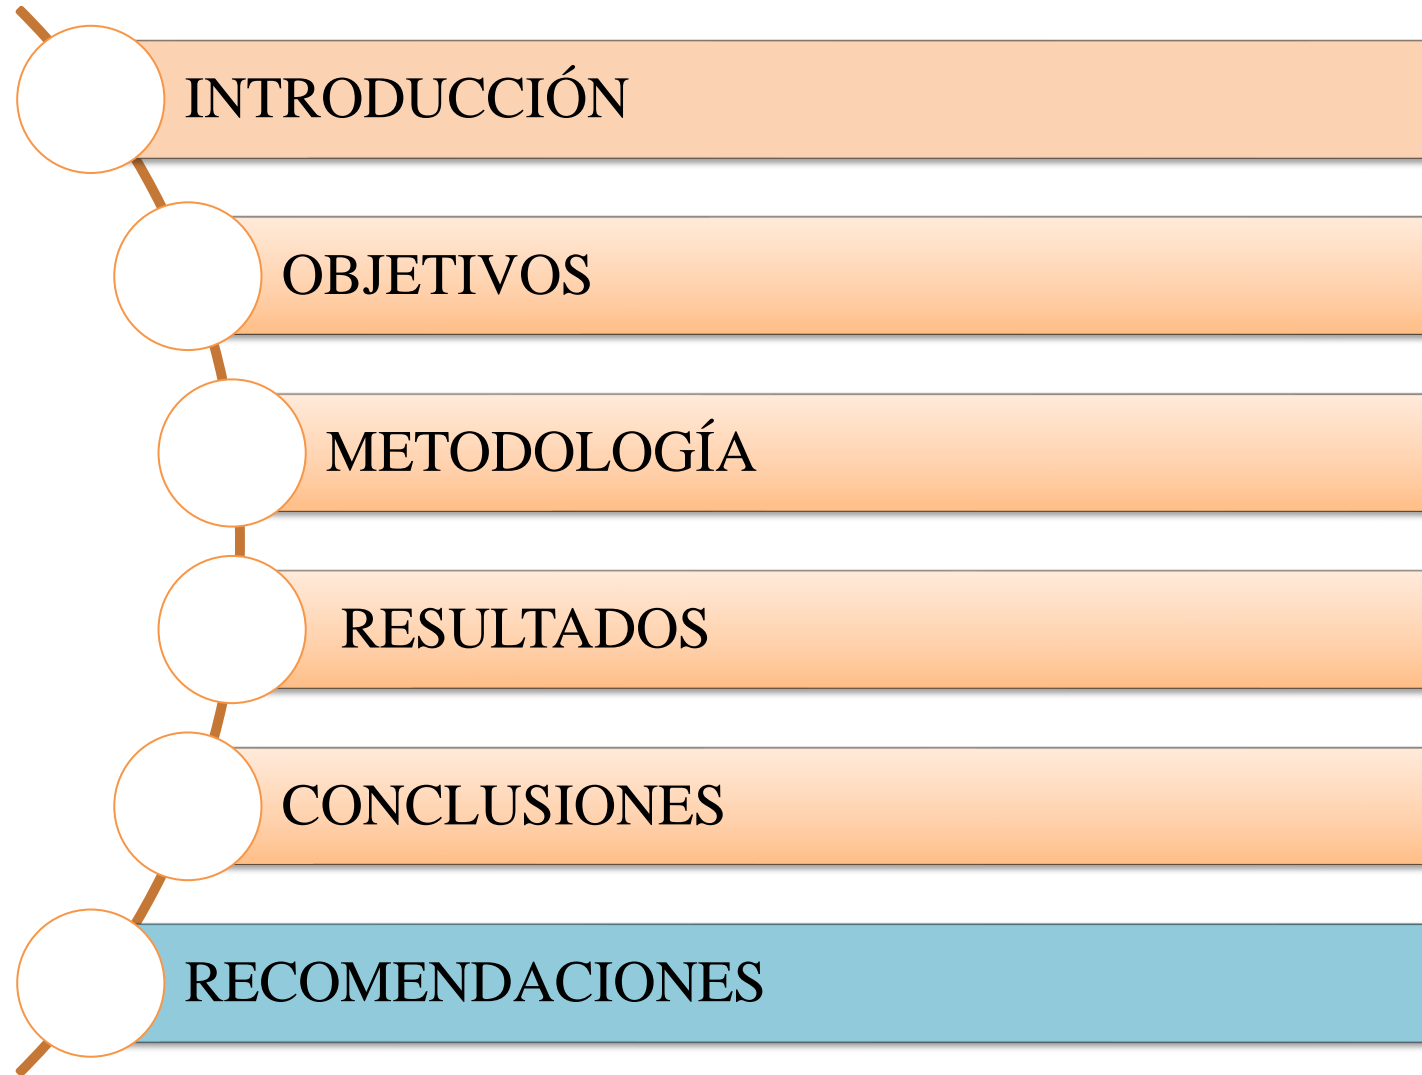 INTRODUCCIÓN
OBJETIVOS
METODOLOGÍA
RESULTADOS
CONCLUSIONES
RECOMENDACIONES